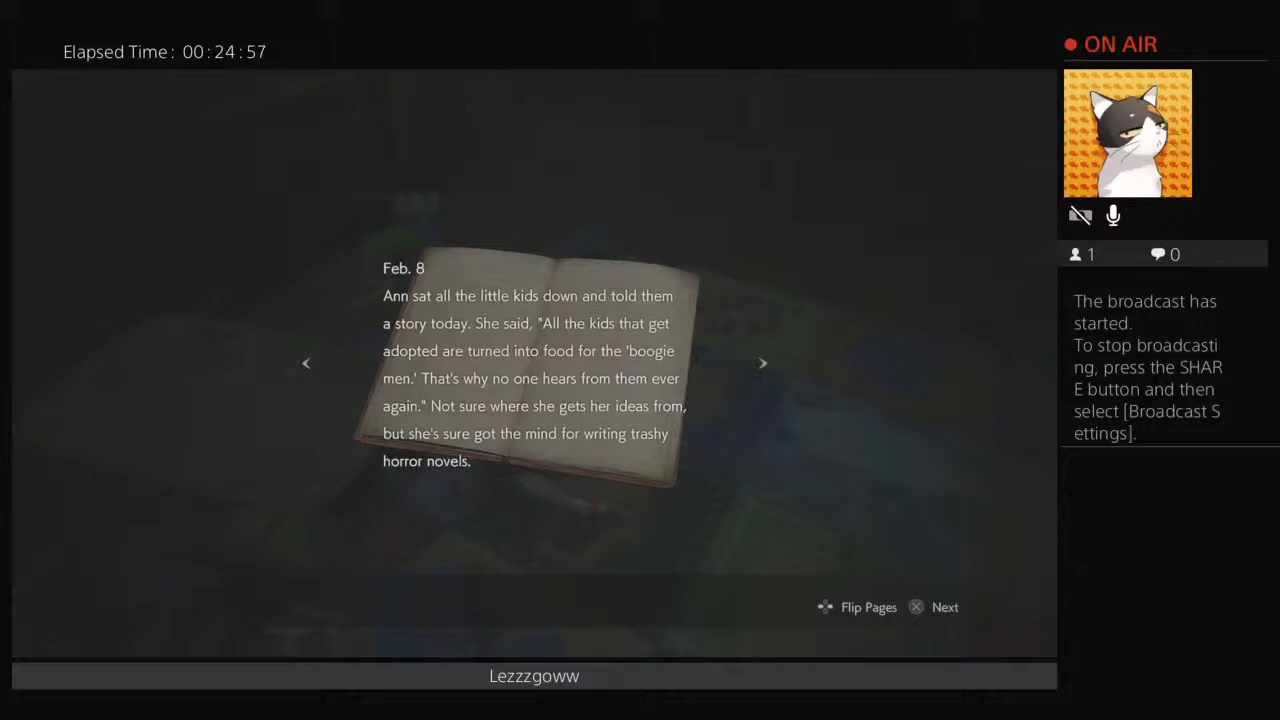 Elapsed Time: 00:24:57
ON AIR
Feb. 8
Ann sat all the little kids down and told them
a story today. She said, "All the kids that get
adopted are turned into food for the 'boogie
men.' That's why no one hears from them ever
again." Not sure where she gets her ideas from,
but she's sure got the mind for writing trashy
horror novels.
1
0
The broadcast has
started.
To stop broadcasti
ng, press the SHAR
E button and then
select [Broadcast S
ettings].
Flip Pages
Next
Lezzzgoww